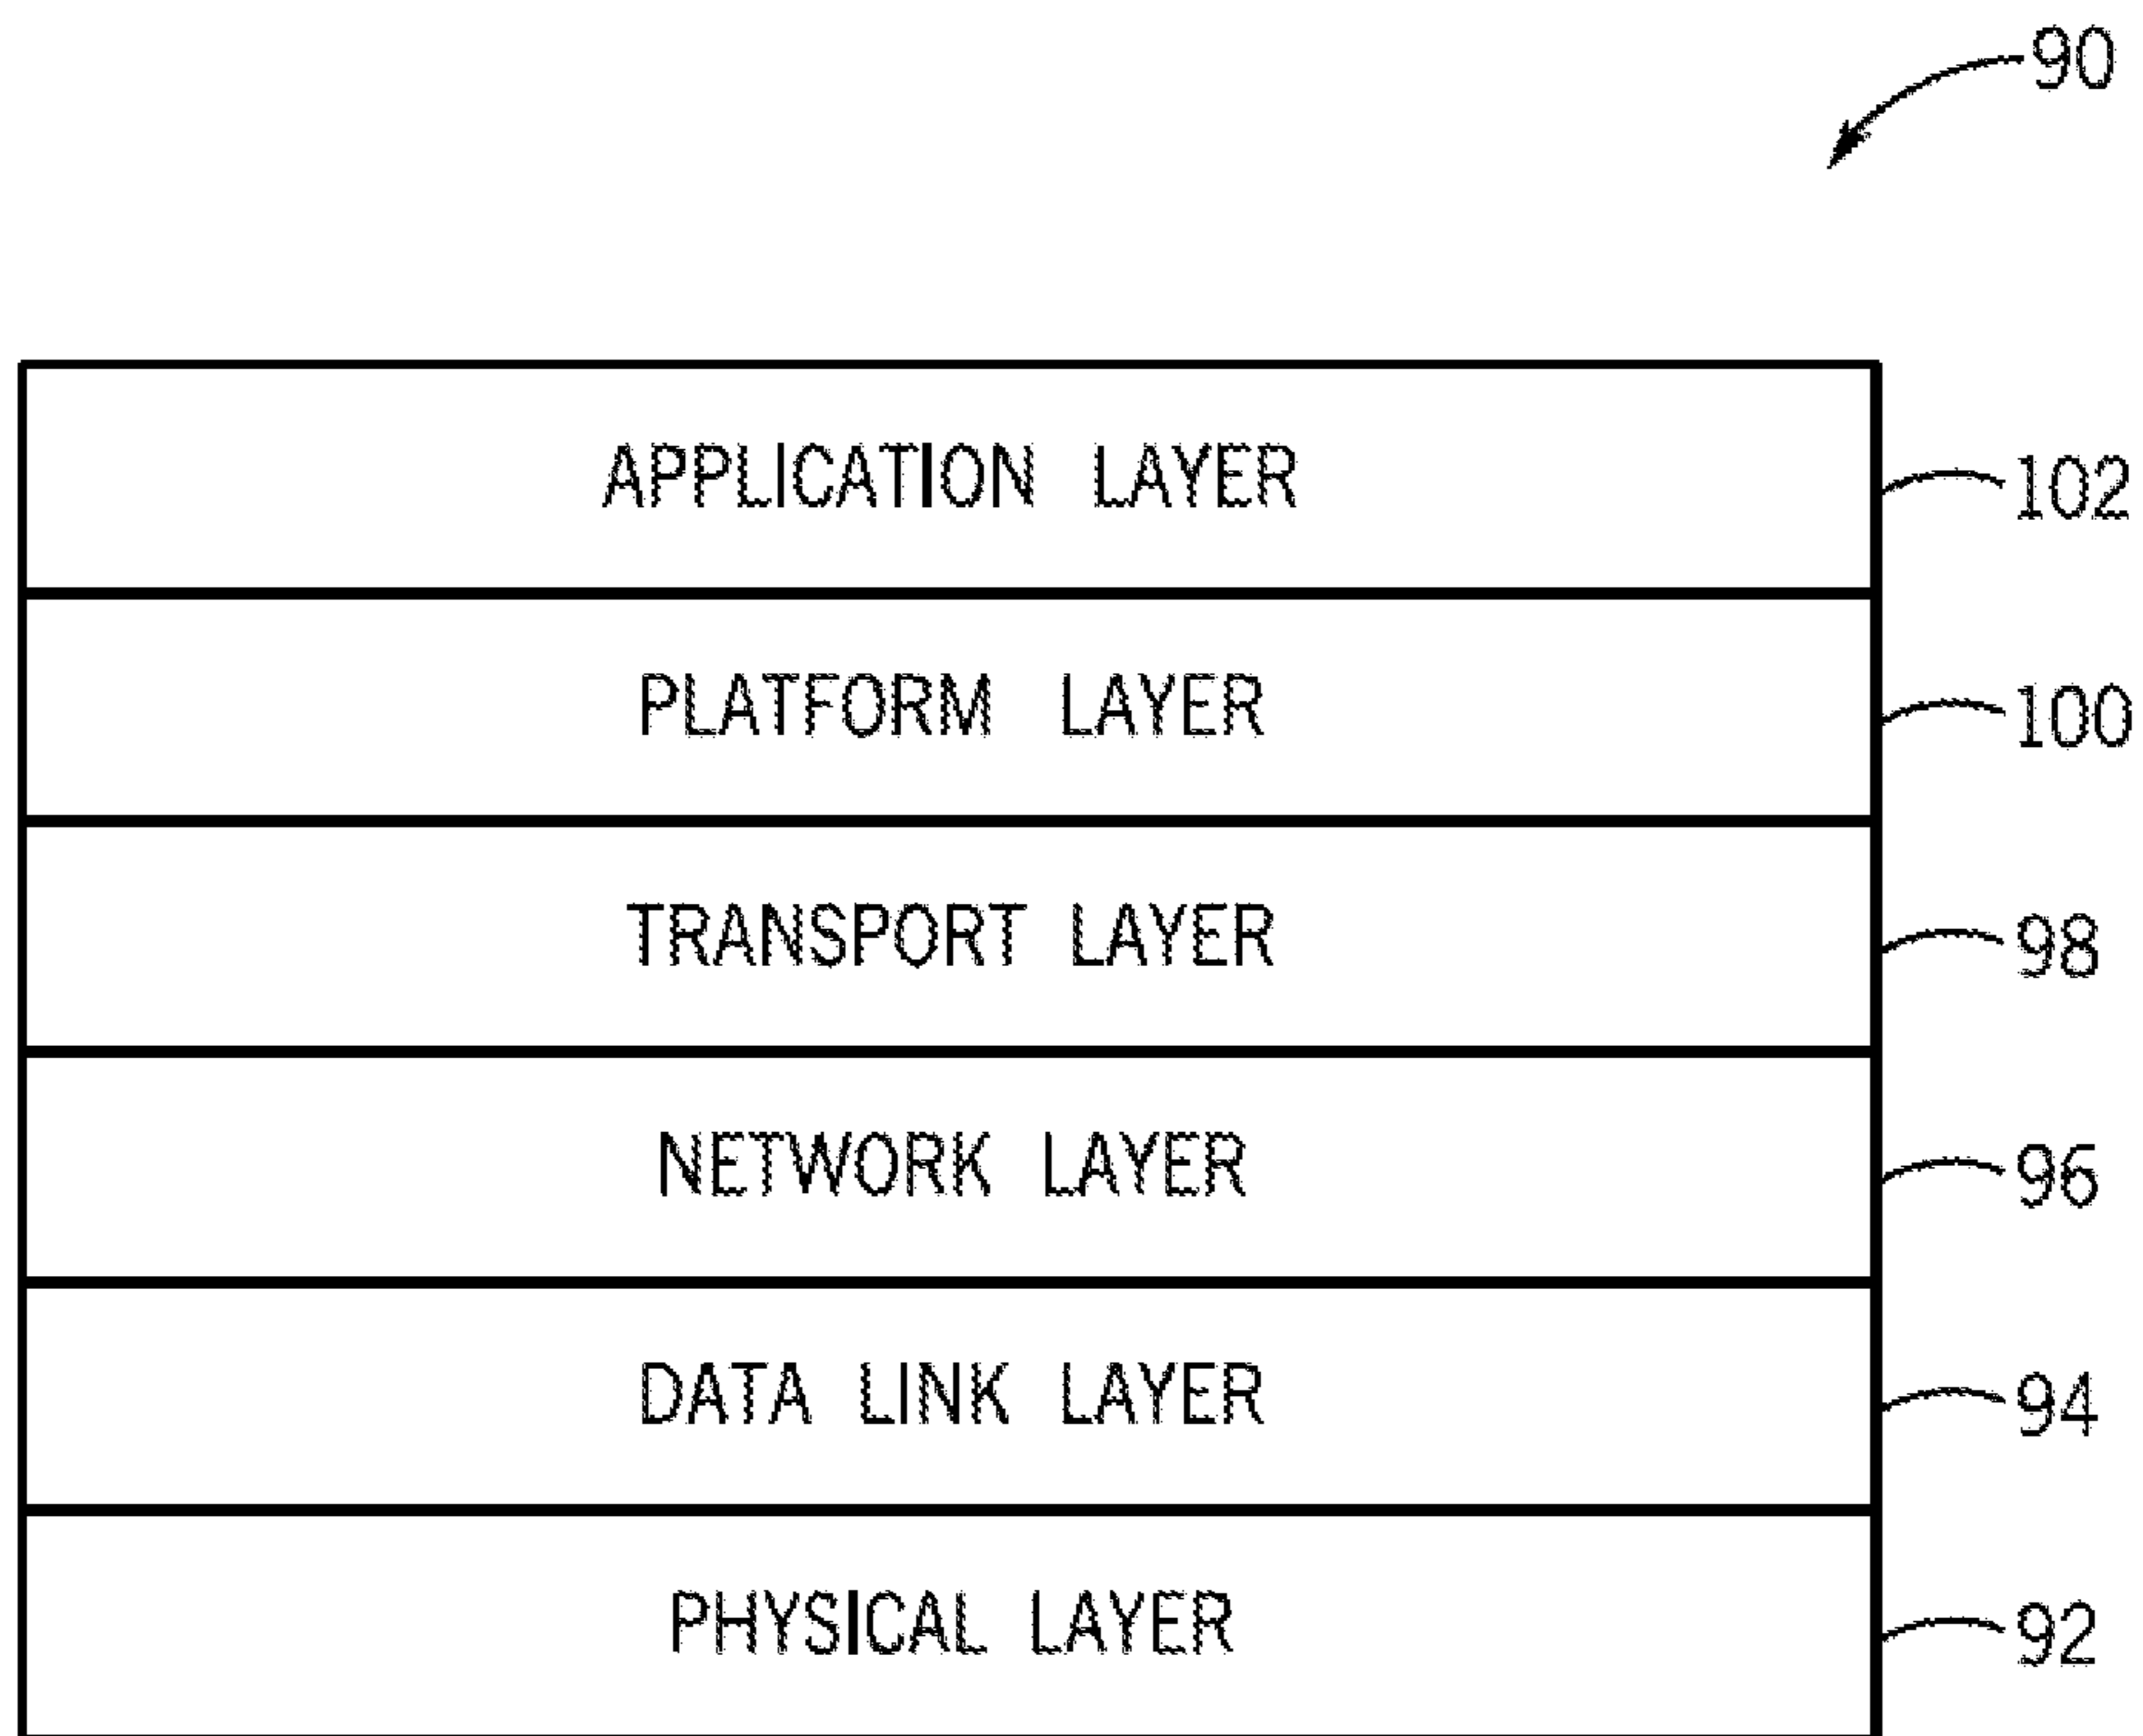 90
APPLICATION LAYER 102
PLATFORM LAYER 100
TRANSPORT LAYER 98
NETWORK LAYER 96
DATA LINK LAYER 94
PHYSICAL LAYER 92